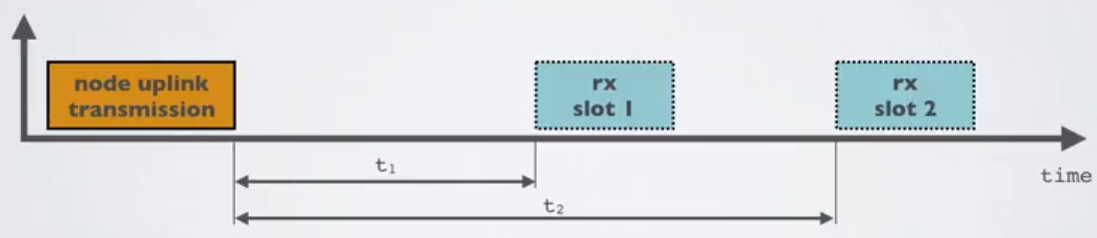 node uplink
transmission
rx
slot 1
rx
slot 2
t₁
time
t₂